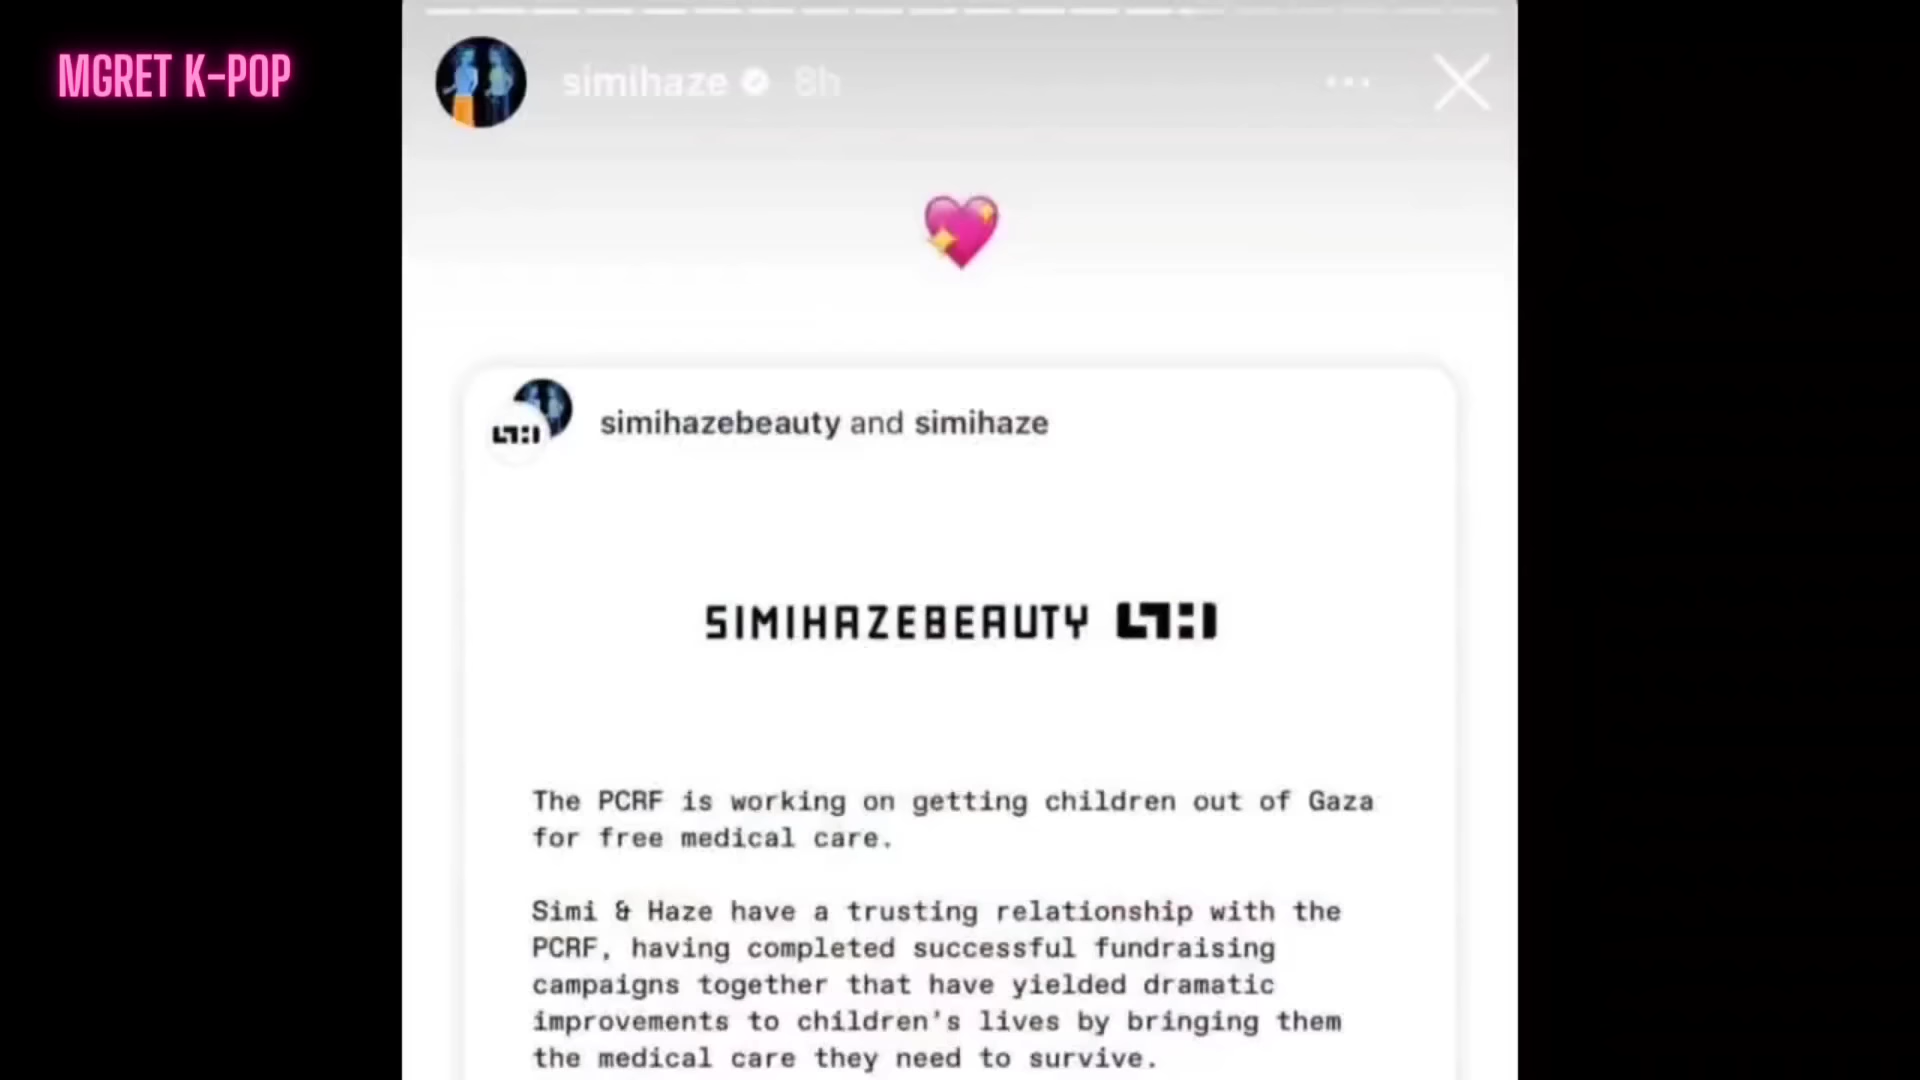 MGRET K-POP
simihaze 8h
simihazebeauty and simihaze
SIMIHAZEBEAUTY
The PCRF is working on getting children out of Gaza
for free medical care.
Simi & Haze have a trusting relationship with the
PCRF, having completed successful fundraising
campaigns together that have yielded dramatic
improvements to children's lives by bringing them
the medical care they need to survive.